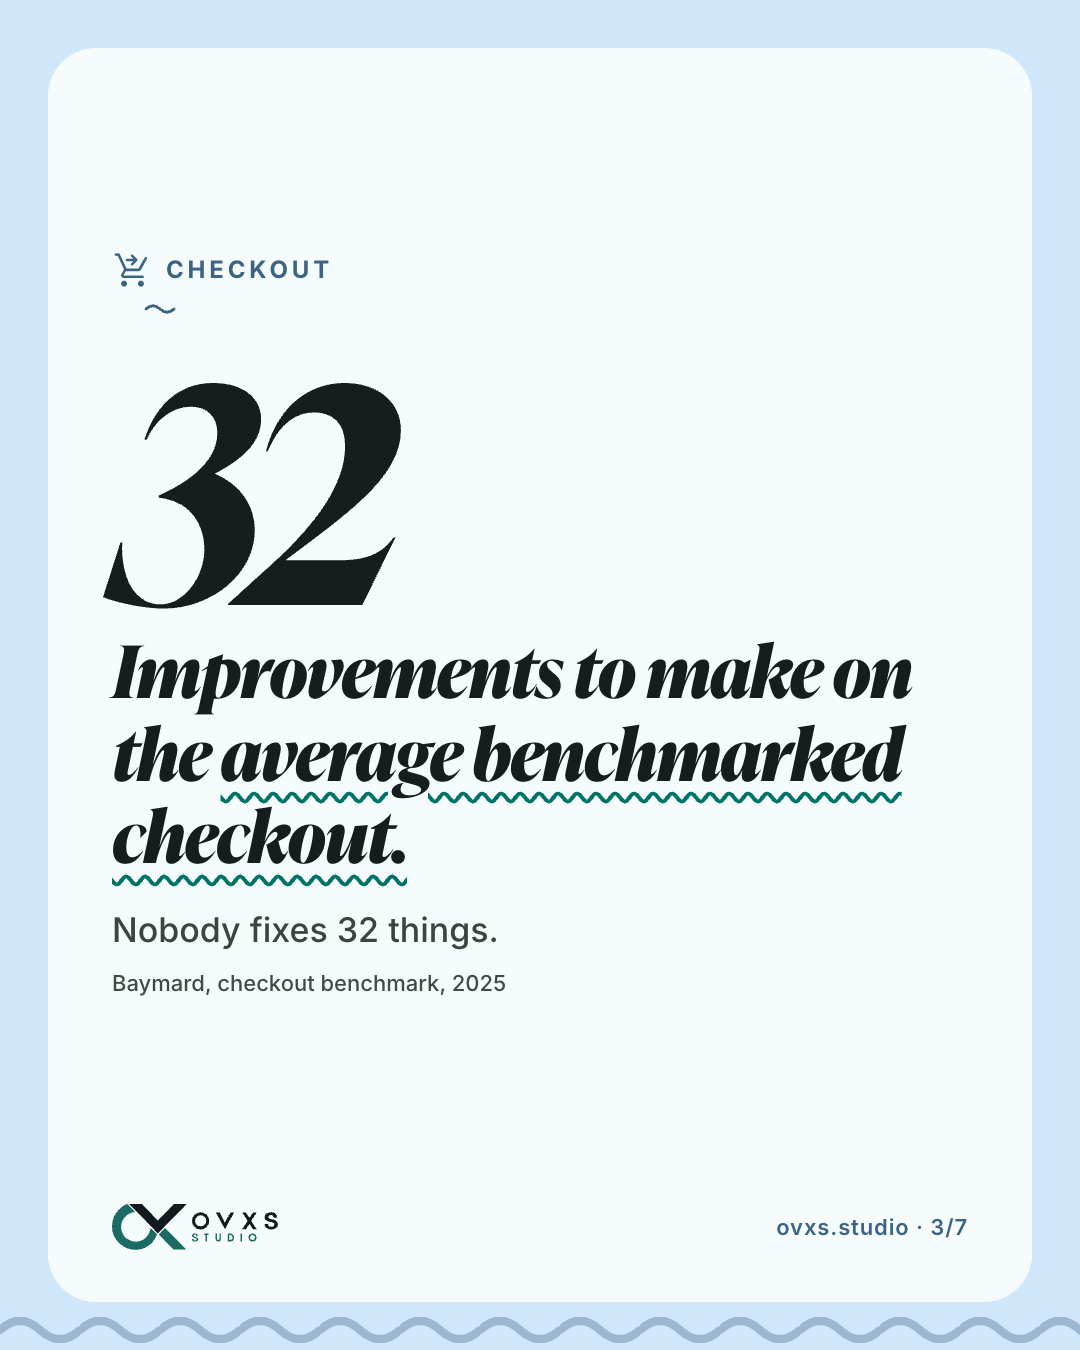 CHECKOUT
32
Improvements to make on
the average benchmarked
checkout.
Nobody fixes 32 things.
Baymard, checkout benchmark, 2025
OVXS
STUDIO
ovxs.studio · 3/7